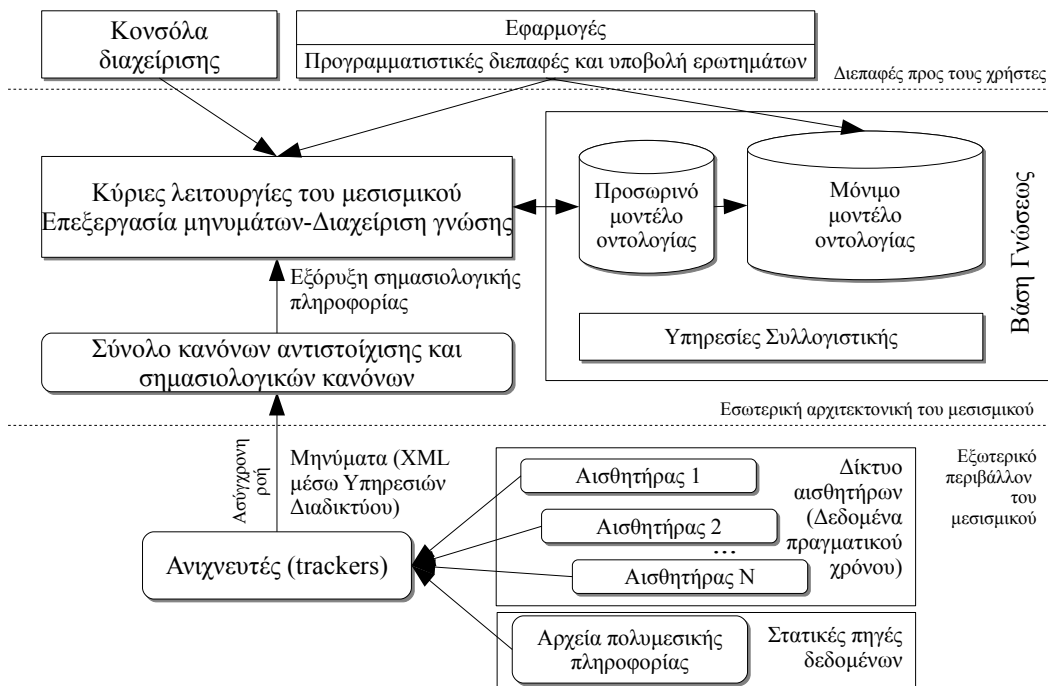 Κονσόλα
διαχείρισης
Εφαρμογές
Προγραμματιστικές διεπαφές και υποβολή ερωτημάτων
Διεπαφές προς τους χρήστες
Κύριες λειτουργίες του μεσισμικού
Επεξεργασία μηνυμάτων-Διαχείριση γνώσης
Προσωρινό
μοντέλο
οντολογίας
Μόνιμο
μοντέλο
οντολογίας
Βάση Γνώσεως
Υπηρεσίες Συλλογιστικής
Εξόρυξη σημασιολογικής
πληροφορίας
Σύνολο κανόνων αντιστοίχισης και
σημασιολογικών κανόνων
Εσωτερική αρχιτεκτονική του μεσισμικού
Ασύγχρονη
ροή
Μηνύματα (XML
μέσω Υπηρεσιών
Διαδικτύου)
Ανιχνευτές (trackers)
Αισθητήρας 1
Αισθητήρας 2
...
Αισθητήρας N
Δίκτυο
αισθητήρων
(Δεδομένα
πραγματικού
χρόνου)
Εξωτερικό
περιβάλλον
του
μεσισμικού
Αρχεία πολυμεσικής
πληροφορίας
Στατικές πηγές
δεδομένων